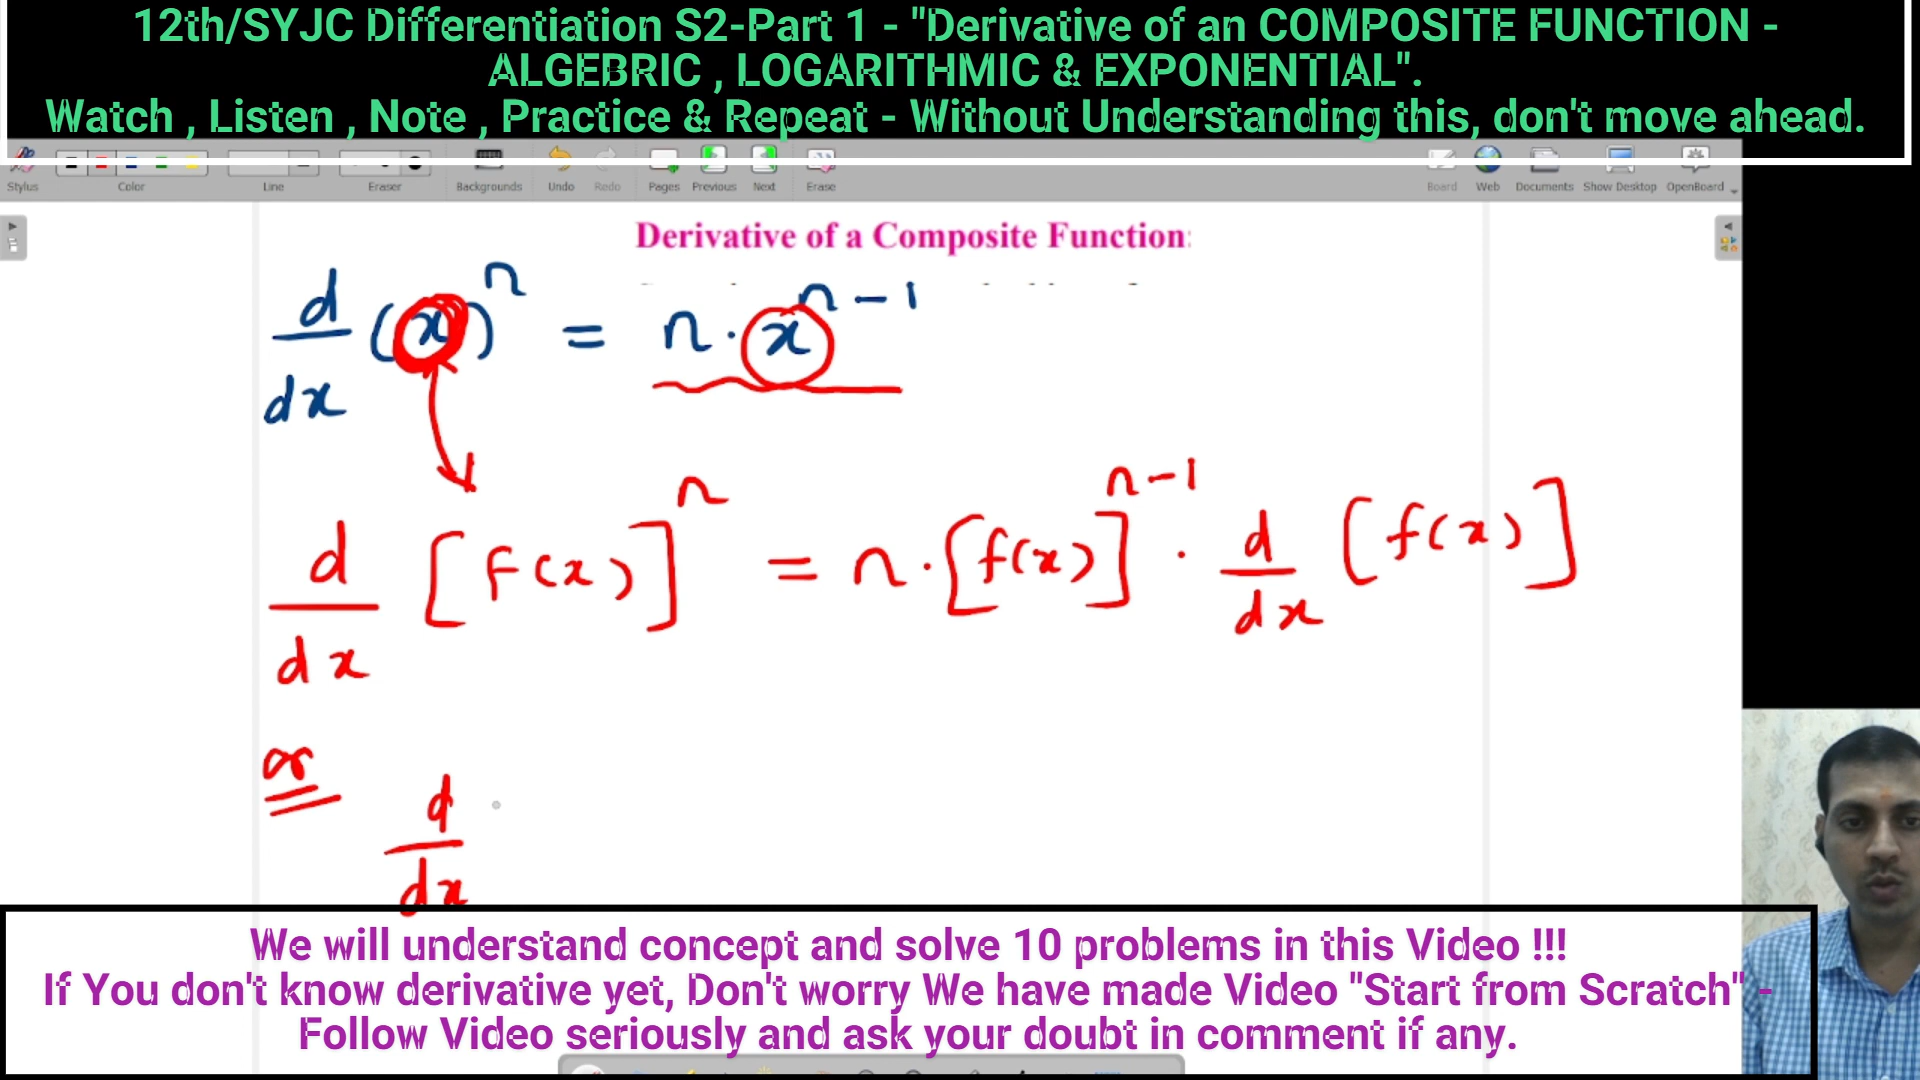 12th/SYJC Differentiation S2-Part 1 - "Derivative of an COMPOSITE FUNCTION -
ALGEBRIC , LOGARITHMIC & EXPONENTIAL".
Watch , Listen , Note , Practice & Repeat - Without Understanding this, don't move ahead.
Stylus Color Line Eraser Backgrounds Undo Redo Pages Previous Next Erase Board Web Documents Show Desktop OpenBoard
Derivative of a Composite Function:
d/dx (x)^n = n · x^(n-1)
d/dx [f(x)]^n = n · [f(x)]^(n-1) · d/dx [f(x)]
or
d/dx
We will understand concept and solve 10 problems in this Video !!!
If You don't know derivative yet, Don't worry We have made Video "Start from Scratch" -
Follow Video seriously and ask your doubt in comment if any.